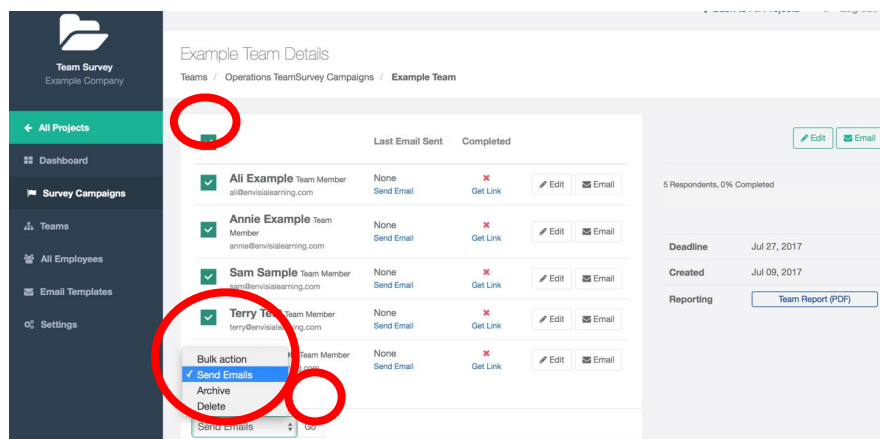 Team Survey
Example Company
All Projects
Dashboard
Survey Campaigns
Teams
All Employees
Email Templates
Settings
Example Team Details
Teams / Operations TeamSurvey Campaigns / Example Team
Last Email Sent Completed
Ali Example Team Member None Edit Email
ali@envisialearning.com Send Email Get Link
Annie Example Team None Edit Email
Member Send Email Get Link
annie@envisialearning.com
Sam Sample Team Member None Edit Email
sam@envisialearning.com Send Email Get Link
Terry Test Team Member None Edit Email
terry@envisialearning.com Send Email Get Link
Team Member None Edit Email
Send Email Get Link
Bulk action
✓ Send Emails
Archive
Delete
Send Emails Go
Edit Email
5 Respondents, 0% Completed
Deadline Jul 27, 2017
Created Jul 09, 2017
Reporting Team Report (PDF)